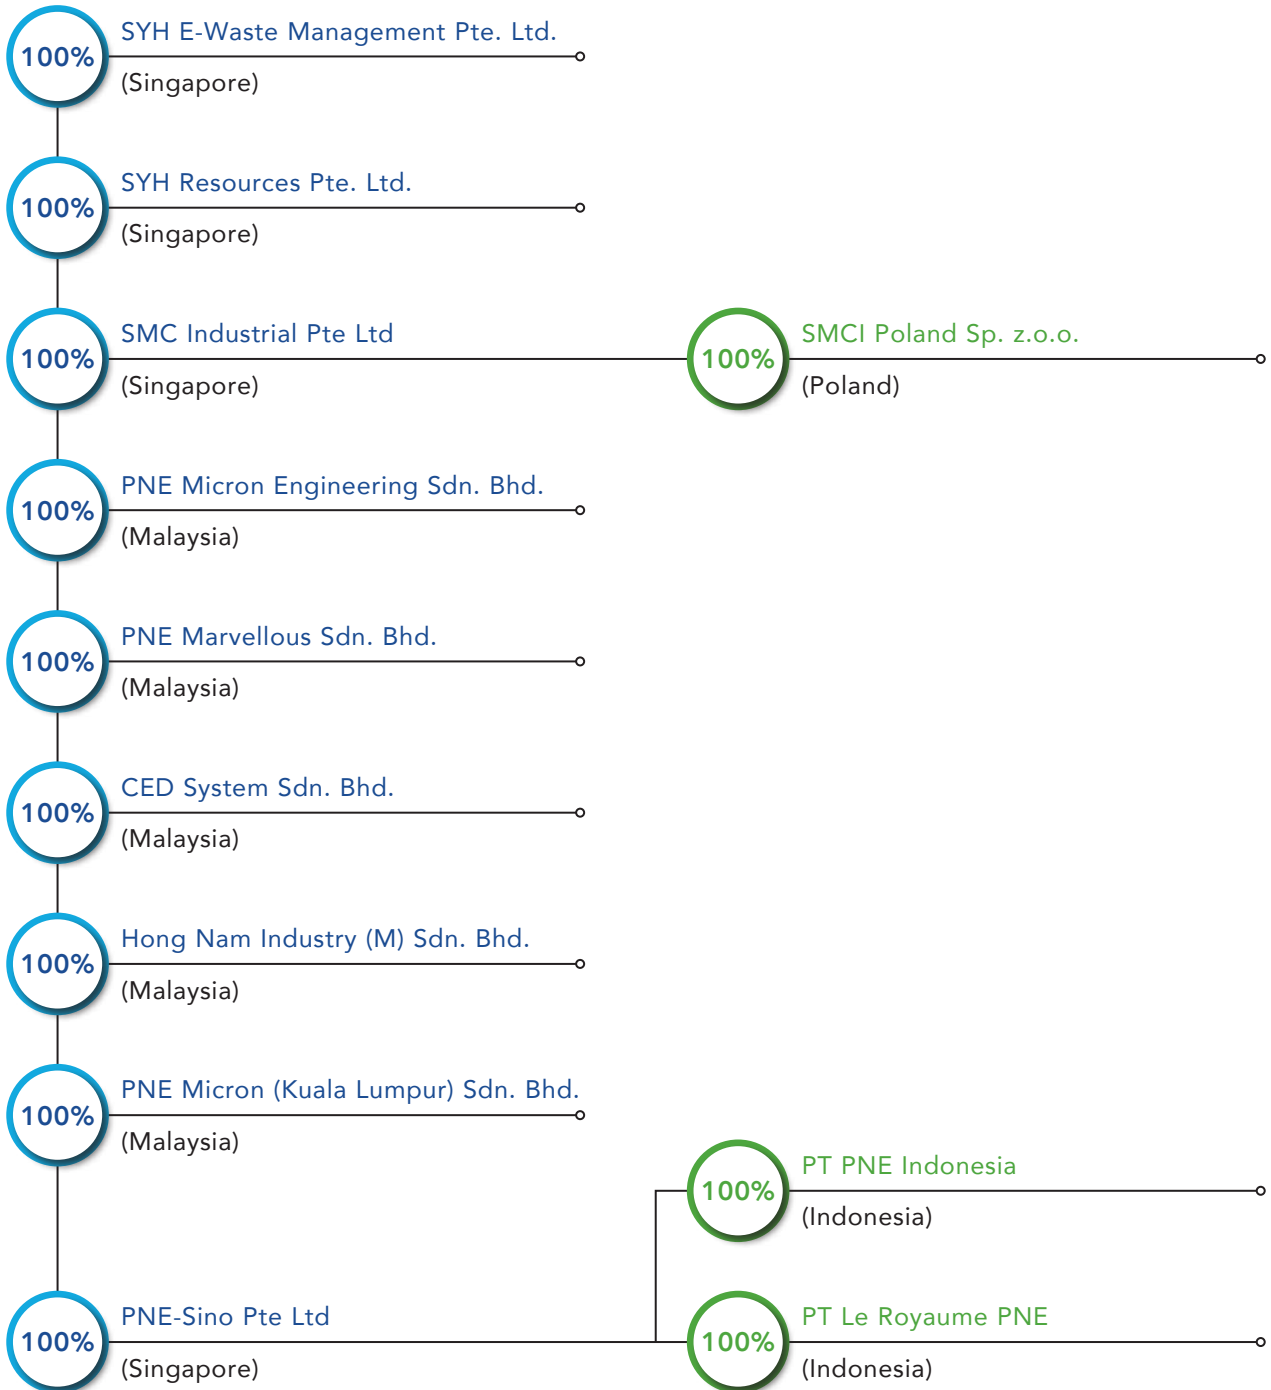 SYH E-Waste Management Pte. Ltd.
100%
(Singapore)
SYH Resources Pte. Ltd.
100%
(Singapore)
SMC Industrial Pte Ltd
100%
(Singapore)
SMCI Poland Sp. z.o.o.
100%
(Poland)
PNE Micron Engineering Sdn. Bhd.
100%
(Malaysia)
PNE Marvellous Sdn. Bhd.
100%
(Malaysia)
CED System Sdn. Bhd.
100%
(Malaysia)
Hong Nam Industry (M) Sdn. Bhd.
100%
(Malaysia)
PNE Micron (Kuala Lumpur) Sdn. Bhd.
100%
(Malaysia)
PT PNE Indonesia
100%
(Indonesia)
PNE-Sino Pte Ltd
100%
(Singapore)
PT Le Royaume PNE
100%
(Indonesia)